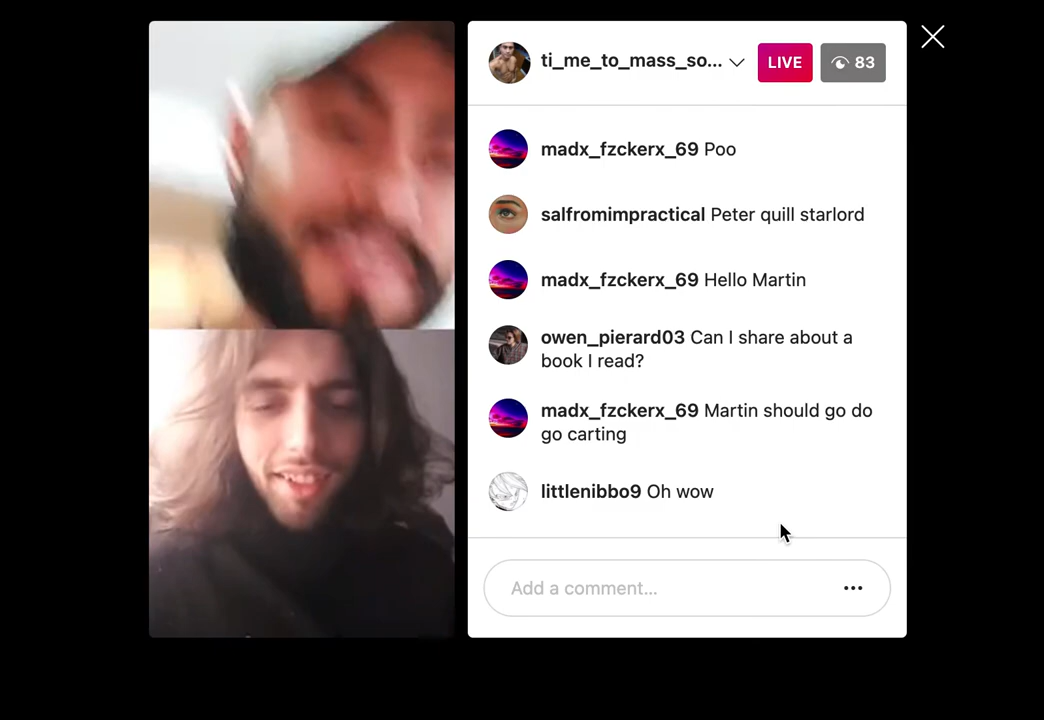 ti_me_to_mass_so... LIVE 83
madx_fzckerx_69 Poo
salfromimpractical Peter quill starlord
madx_fzckerx_69 Hello Martin
owen_pierard03 Can I share about a
book I read?
madx_fzckerx_69 Martin should go do
go carting
littlenibbo9 Oh wow
Add a comment...